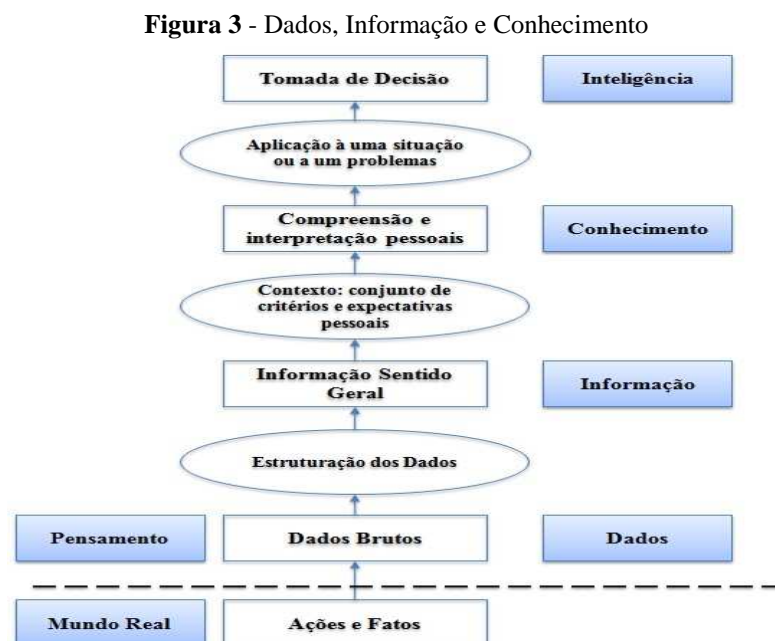 Figura 3 - Dados, Informação e Conhecimento
Tomada de Decisão
Inteligência
Aplicação à uma situação
ou a um problemas
Compreensão e
interpretação pessoais
Conhecimento
Contexto: conjunto de
critérios e expectativas
pessoais
Informação Sentido
Geral
Informação
Estruturação dos Dados
Pensamento
Dados Brutos
Dados
Mundo Real
Ações e Fatos